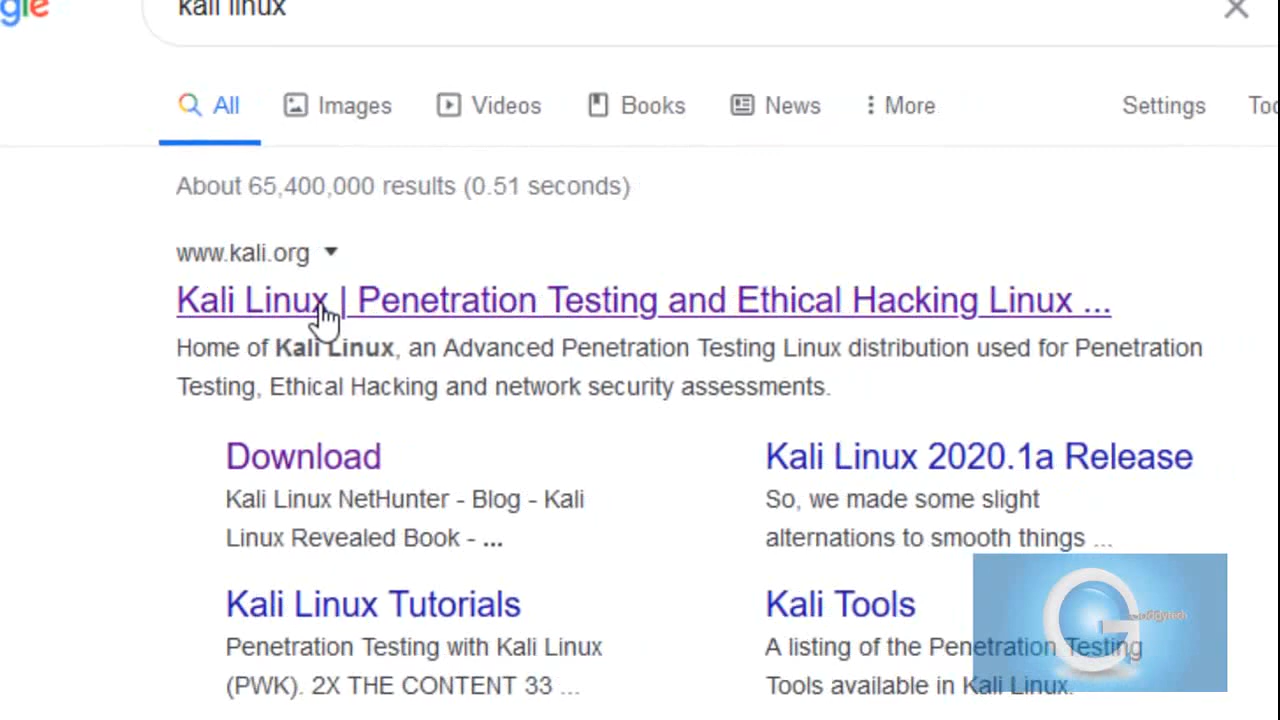 gle
kali linux
All Images Videos Books News More Settings Too
About 65,400,000 results (0.51 seconds)
www.kali.org
Kali Linux | Penetration Testing and Ethical Hacking Linux ...
Home of Kali Linux, an Advanced Penetration Testing Linux distribution used for Penetration
Testing, Ethical Hacking and network security assessments.
Download
Kali Linux NetHunter - Blog - Kali
Linux Revealed Book - ...
Kali Linux 2020.1a Release
So, we made some slight
alternations to smooth things ...
Kali Linux Tutorials
Penetration Testing with Kali Linux
(PWK). 2X THE CONTENT 33 ...
Kali Tools
A listing of the Penetration Testing
Tools available in Kali Linux.
G